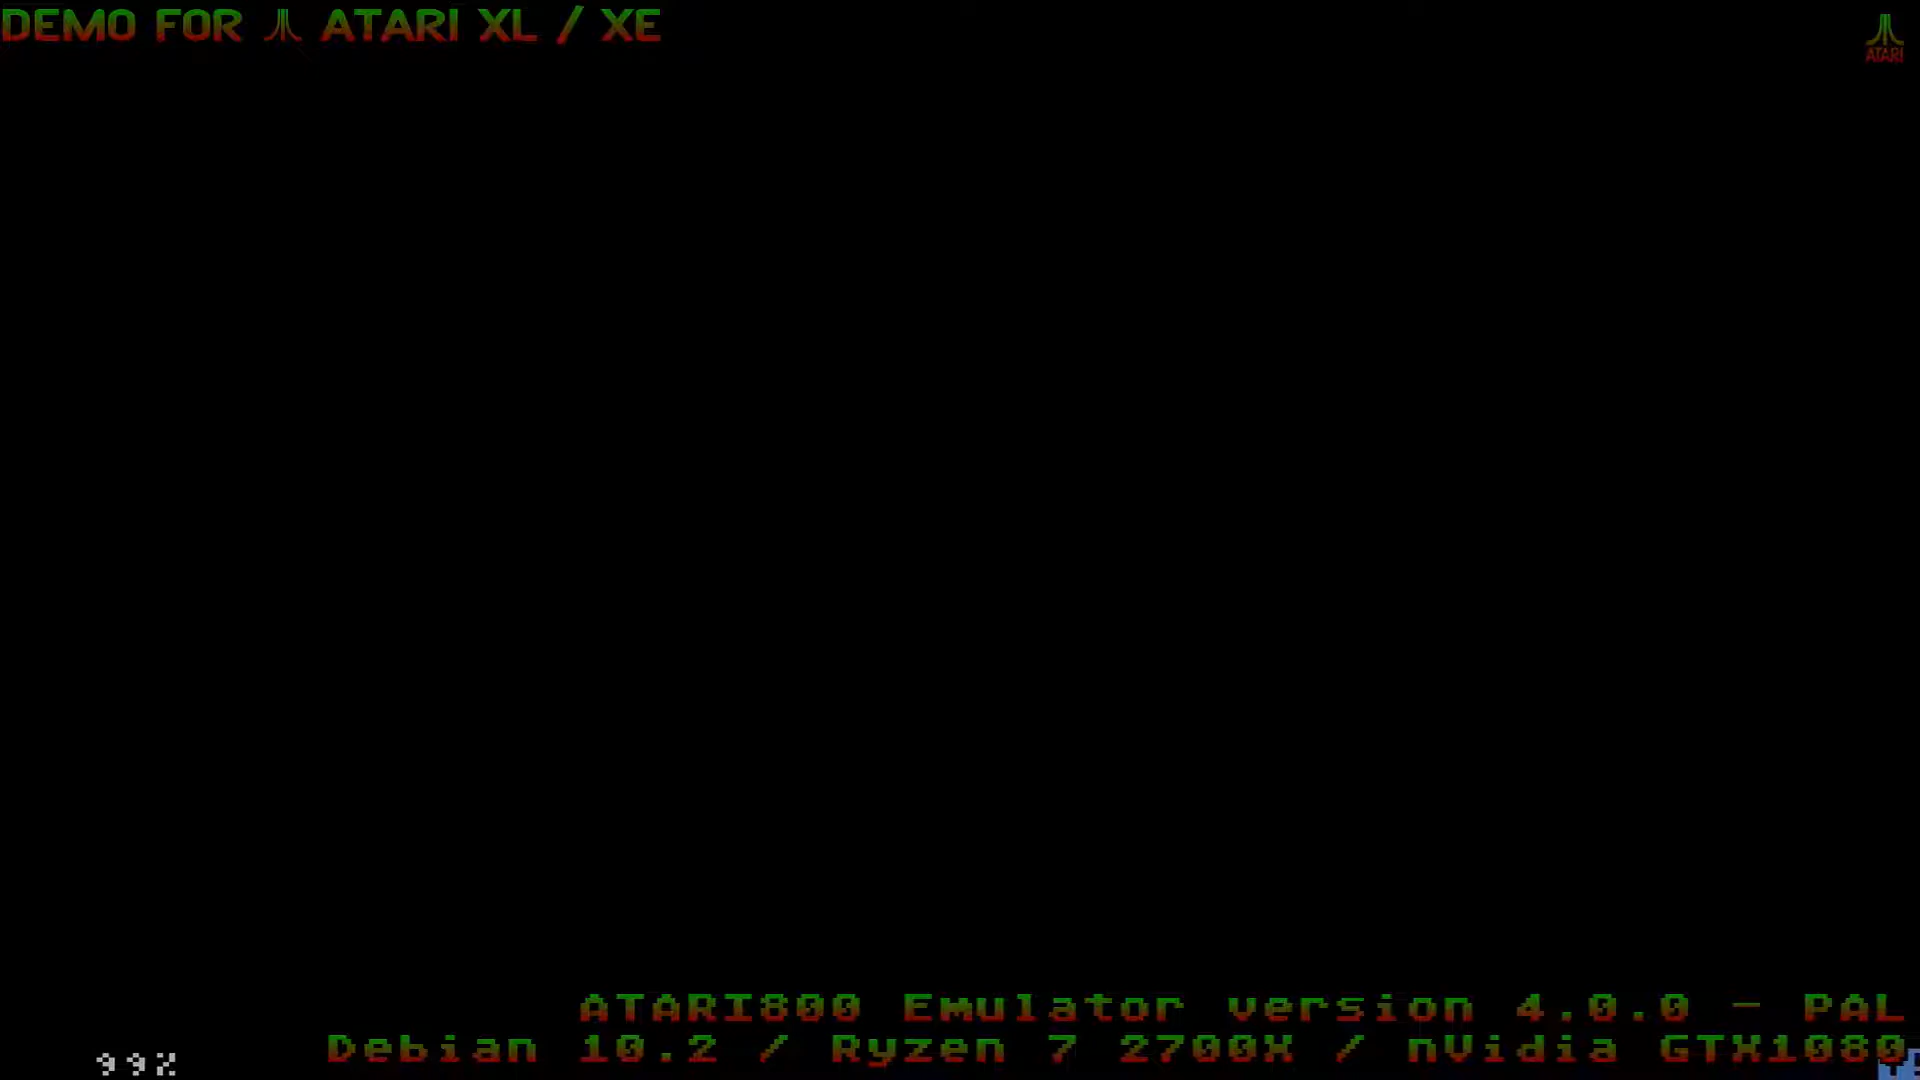 DEMO FOR ATARI XL / XE
ATARI
ATARI800 Emulator version 4.0.0 - PAL
Debian 10.2 / Ryzen 7 2700X / nVidia GTX1080
99%